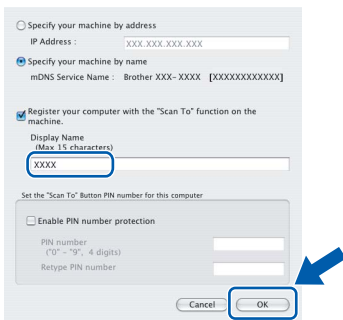 Specify your machine by address
IP Address : XXX.XXX.XXX.XXX
Specify your machine by name
mDNS Service Name : Brother XXX- XXXX [XXXXXXXXXXXX]
Register your computer with the "Scan To" function on the
machine.
Display Name
(Max 15 characters)
XXXX
Set the "Scan To" Button PIN number for this computer
Enable PIN number protection
PIN number
("0" – "9", 4 digits)
Retype PIN number
Cancel OK